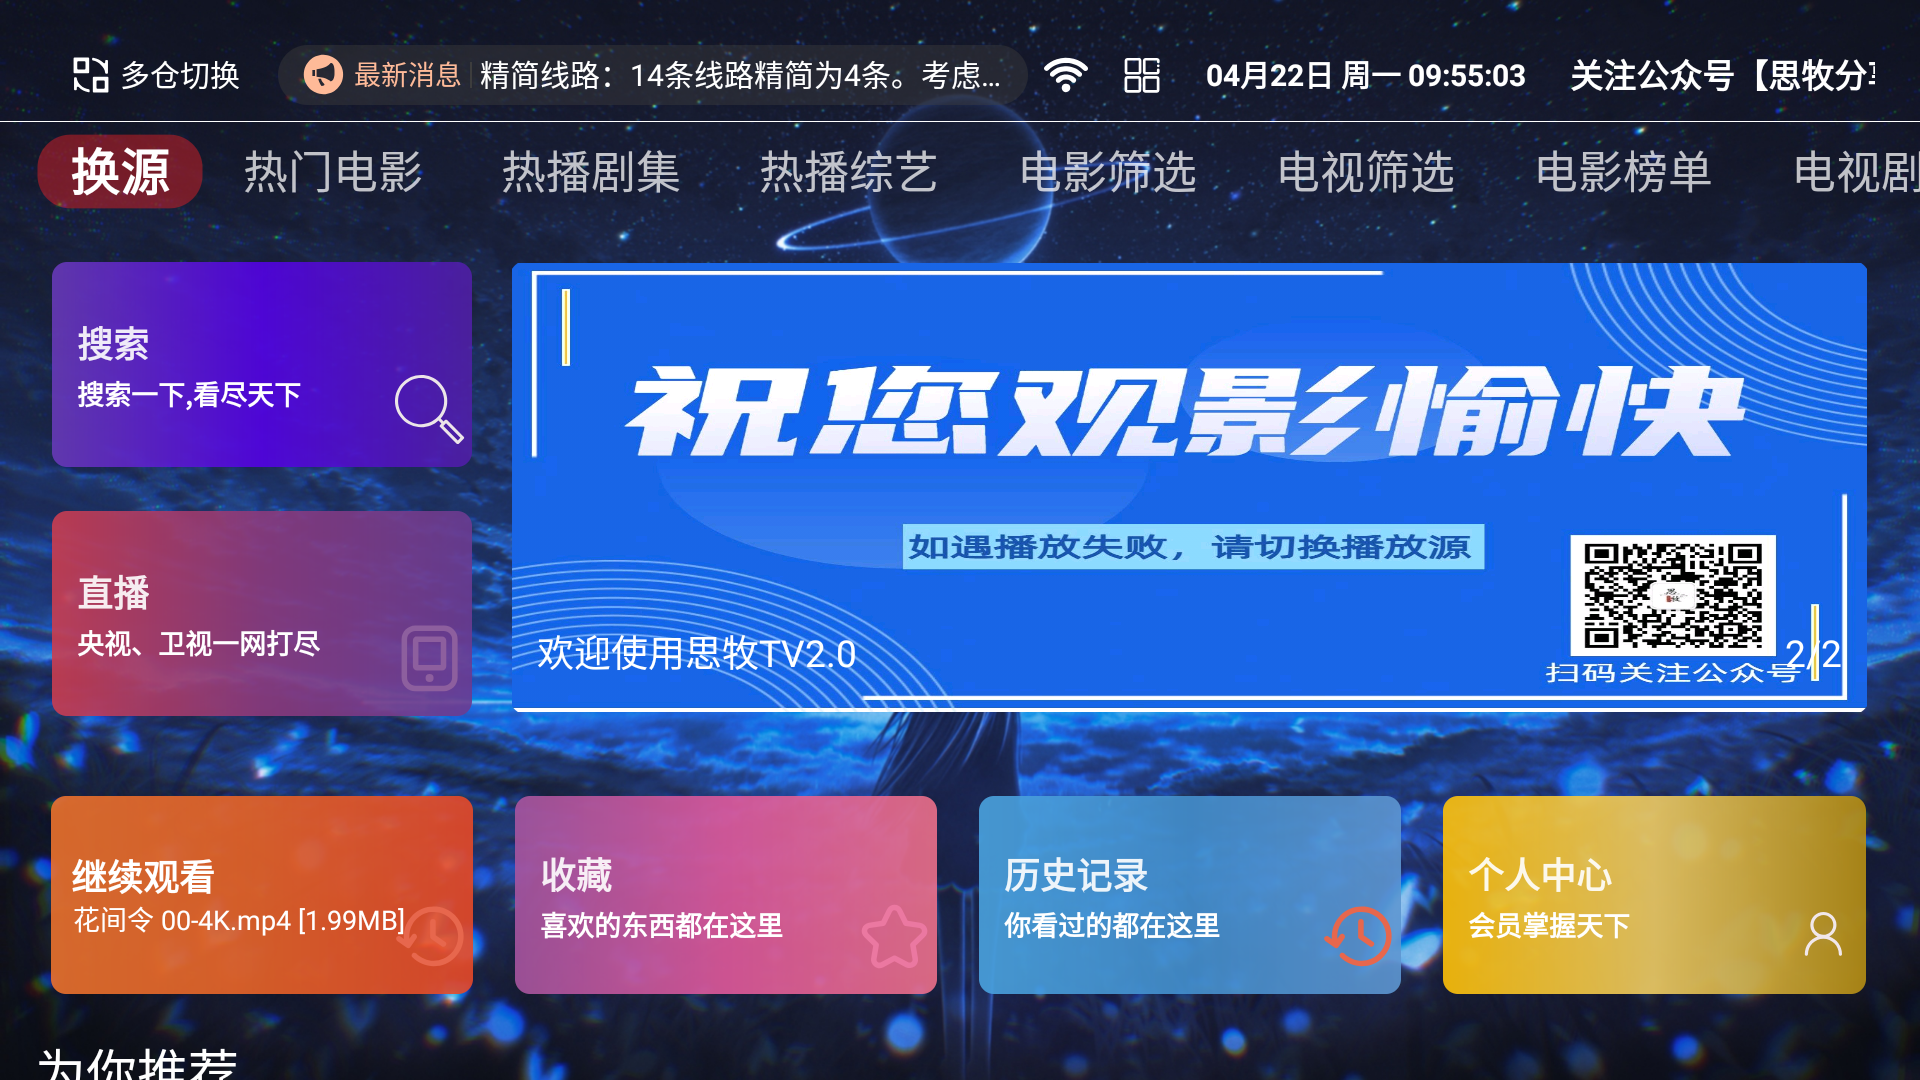 多仓切换
最新消息 精简线路：14条线路精简为4条。考虑...
04月22日 周一 09:55:03
关注公众号【思牧分
换源 热门电影 热播剧集 热播综艺 电影筛选 电视筛选 电影榜单 电视剧
搜索
搜索一下,看尽天下
祝您观影愉快
如遇播放失败，请切换播放源
直播
央视、卫视一网打尽
欢迎使用思牧TV2.0
2/2
扫码关注公众号
继续观看
花间令 00-4K.mp4 [1.99MB]
收藏
喜欢的东西都在这里
历史记录
你看过的都在这里
个人中心
会员掌握天下
为你推荐